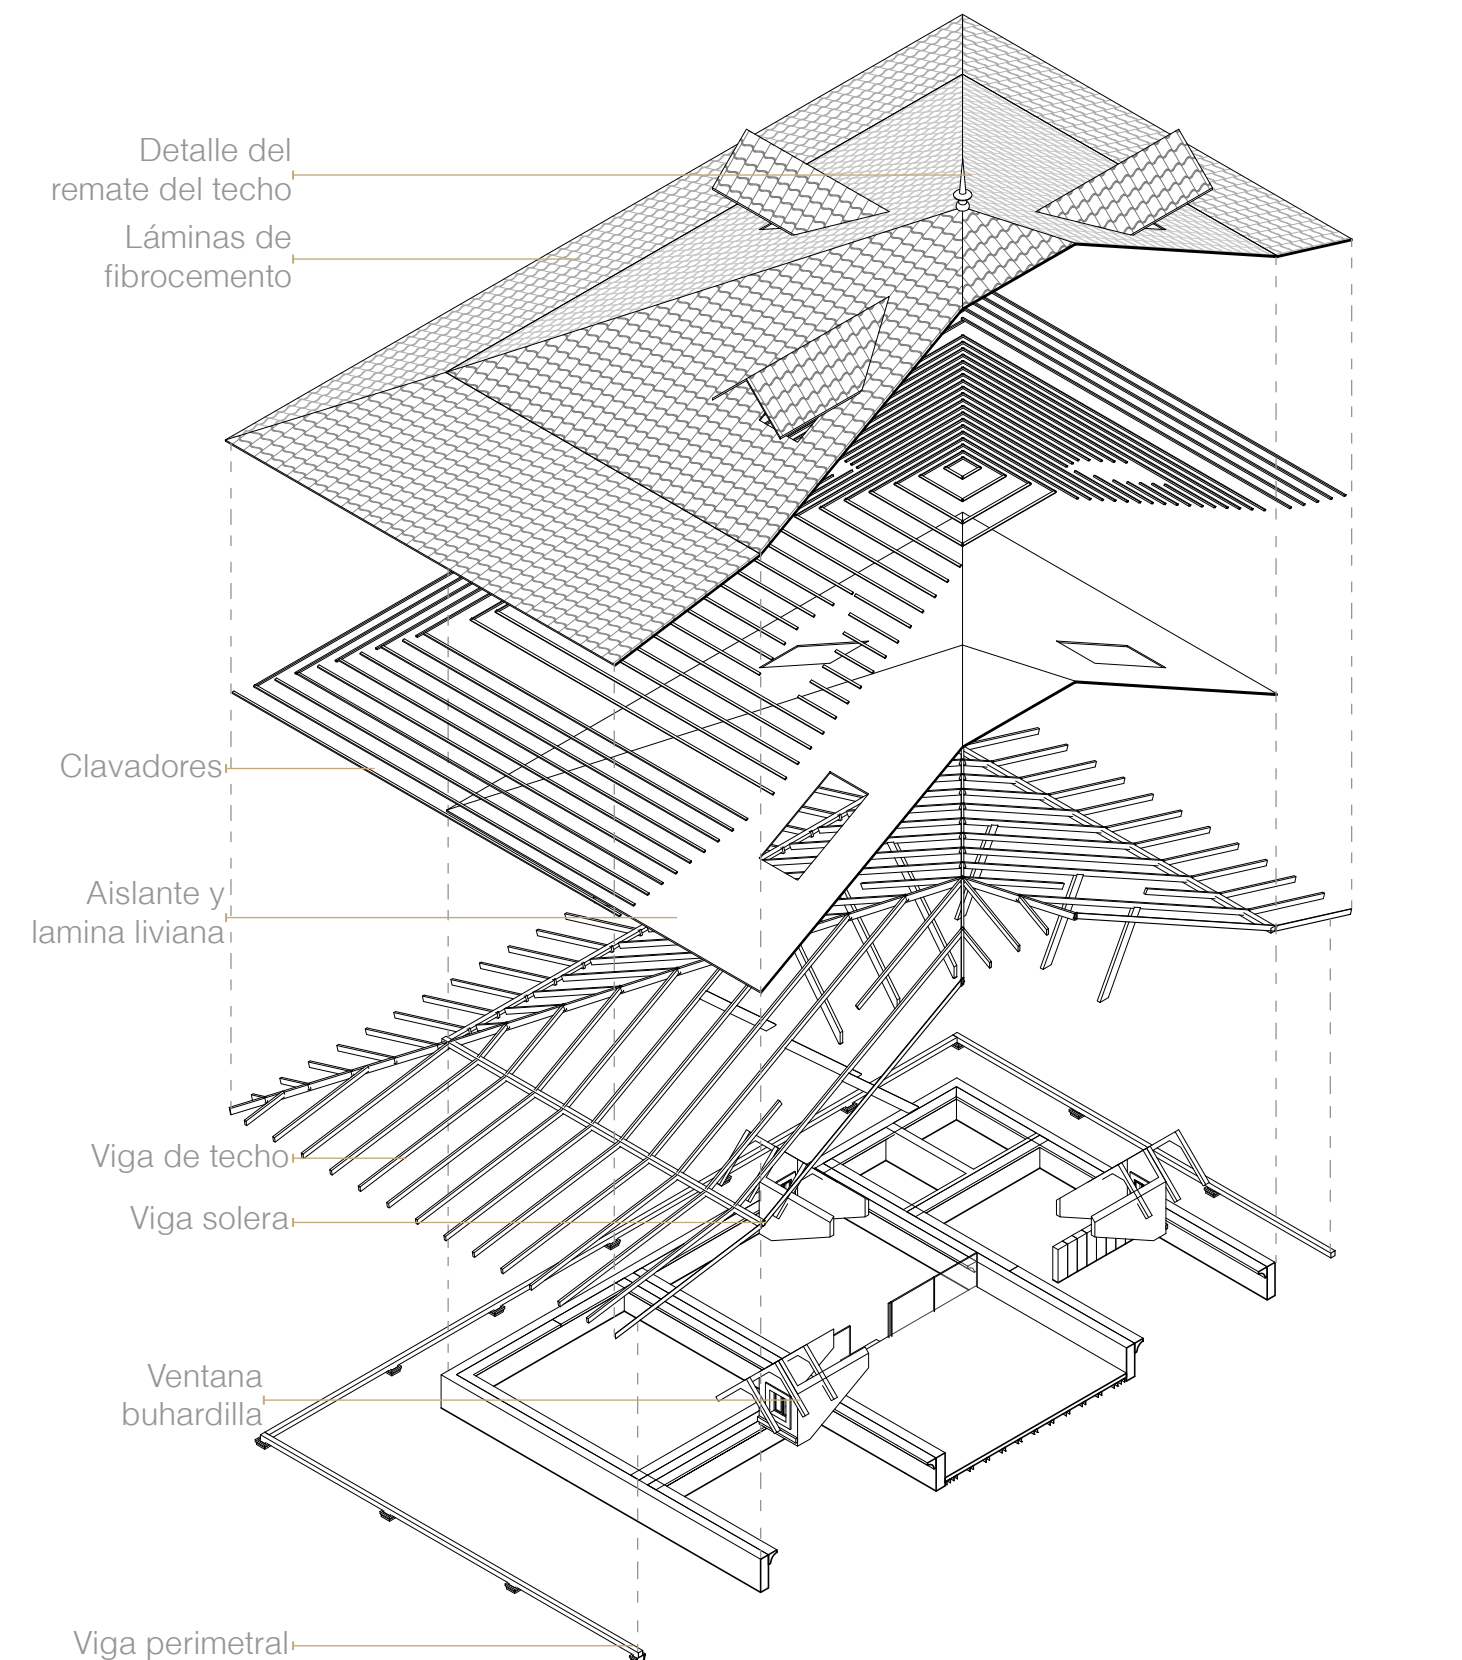 Detalle del
remate del techo
Láminas de
fibrocemento
Clavadores
Aislante y
lamina liviana
Viga de techo
Viga solera
Ventana
buhardilla
Viga perimetral